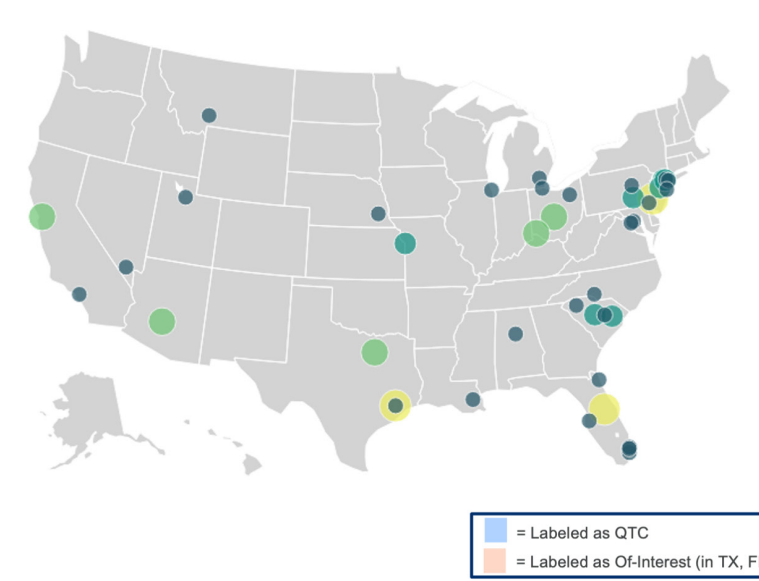 = Labeled as QTC
= Labeled as Of-Interest (in TX,